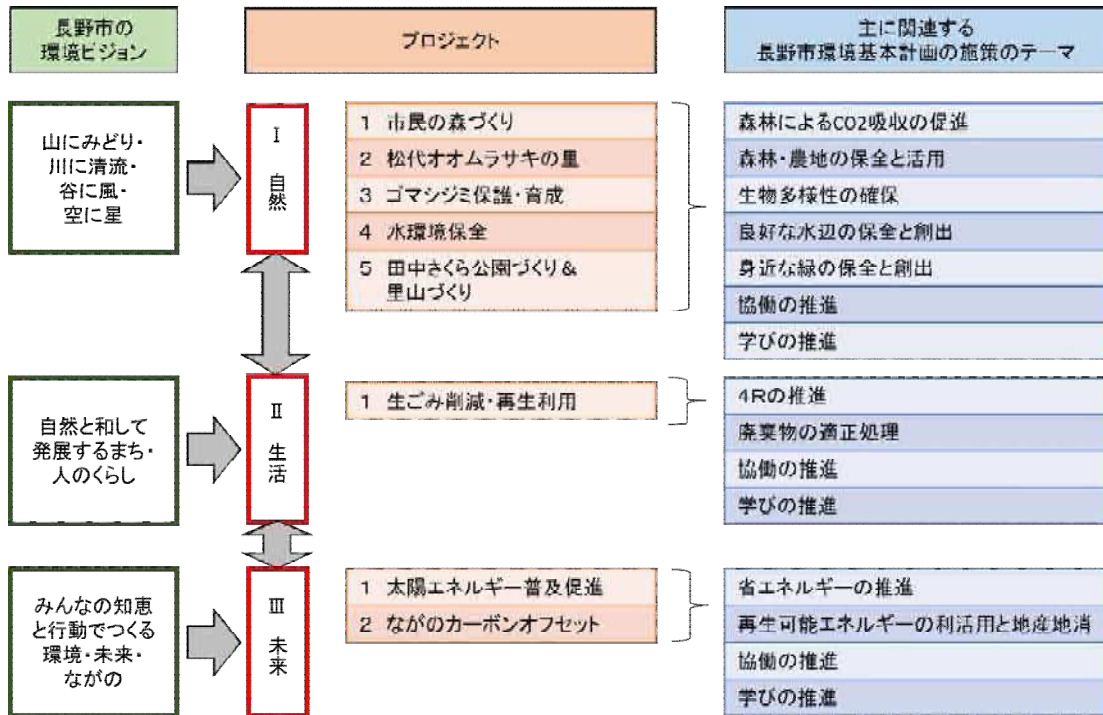 長野市の
環境ビジョン
プロジェクト
主に関連する
長野市環境基本計画の施策のテーマ
山にみどり・
川に清流・
谷に風・
空に星
Ⅰ
自然
1 市民の森づくり
2 松代オオムラサキの里
3 ゴマシジミ保護・育成
4 水環境保全
5 田中さくら公園づくり&
里山づくり
森林によるCO2吸収の促進
森林・農地の保全と活用
生物多様性の確保
良好な水辺の保全と創出
身近な緑の保全と創出
協働の推進
学びの推進
自然と和して
発展するまち・
人のくらし
Ⅱ
生活
1 生ごみ削減・再生利用
4Rの推進
廃棄物の適正処理
協働の推進
学びの推進
みんなの知恵
と行動でつくる
環境・未来・
ながの
Ⅲ
未来
1 太陽エネルギー普及促進
2 ながのカーボンオフセット
省エネルギーの推進
再生可能エネルギーの利活用と地産地消
協働の推進
学びの推進